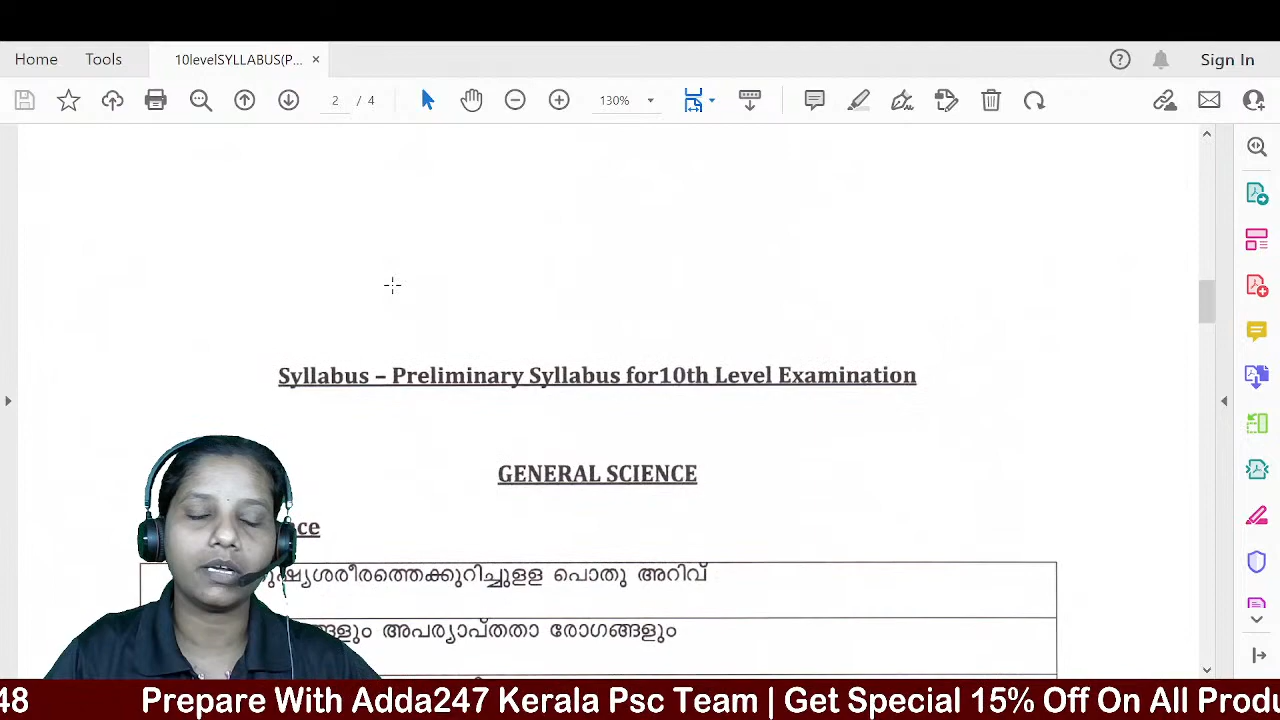 Home Tools 10levelSYLLABUS(P... ×
Sign In
2 / 4
130%
Syllabus – Preliminary Syllabus for10th Level Examination
GENERAL SCIENCE
ce
ഷ്യശരീരത്തെക്കുറിച്ചുളള പൊതു അറിവ്
ങളും അപര്യാപ്തതാ രോഗങ്ങളും
48 Prepare With Adda247 Kerala Psc Team | Get Special 15% Off On All Produ